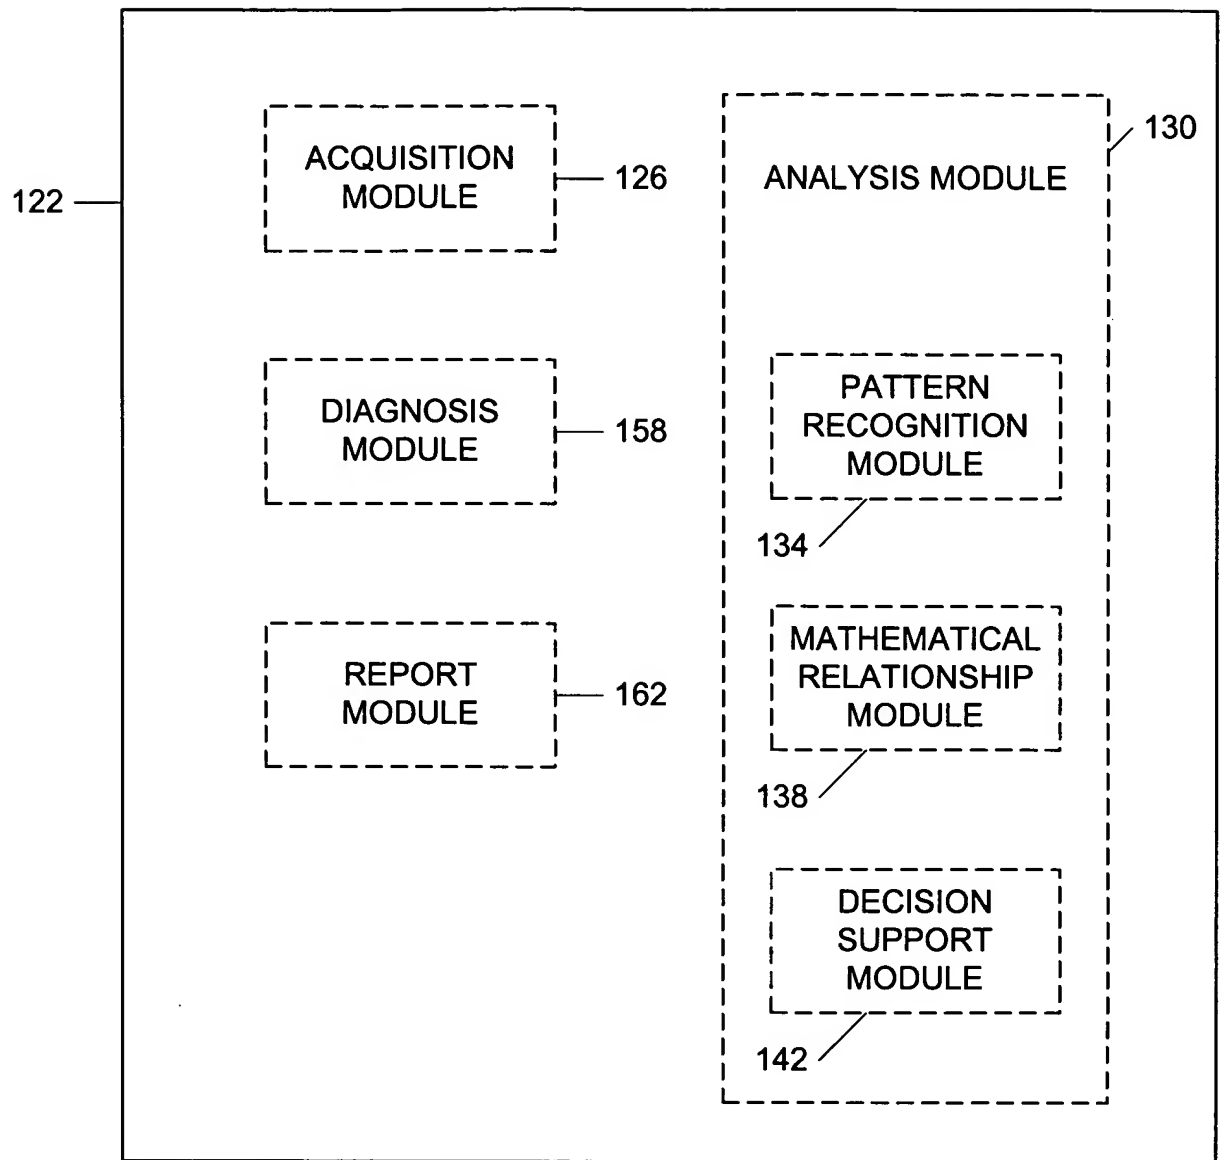 122
ACQUISITION
MODULE
126
DIAGNOSIS
MODULE
158
REPORT
MODULE
162
ANALYSIS MODULE
130
PATTERN
RECOGNITION
MODULE
134
MATHEMATICAL
RELATIONSHIP
MODULE
138
DECISION
SUPPORT
MODULE
142